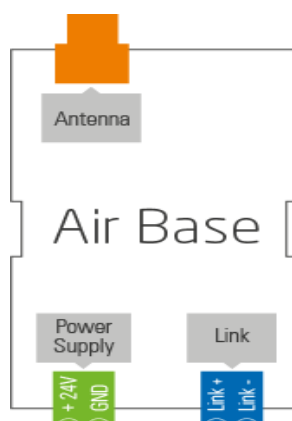 Antenna
Air Base
Power
Supply
Link
+ 24V
GND
Link +
Link -